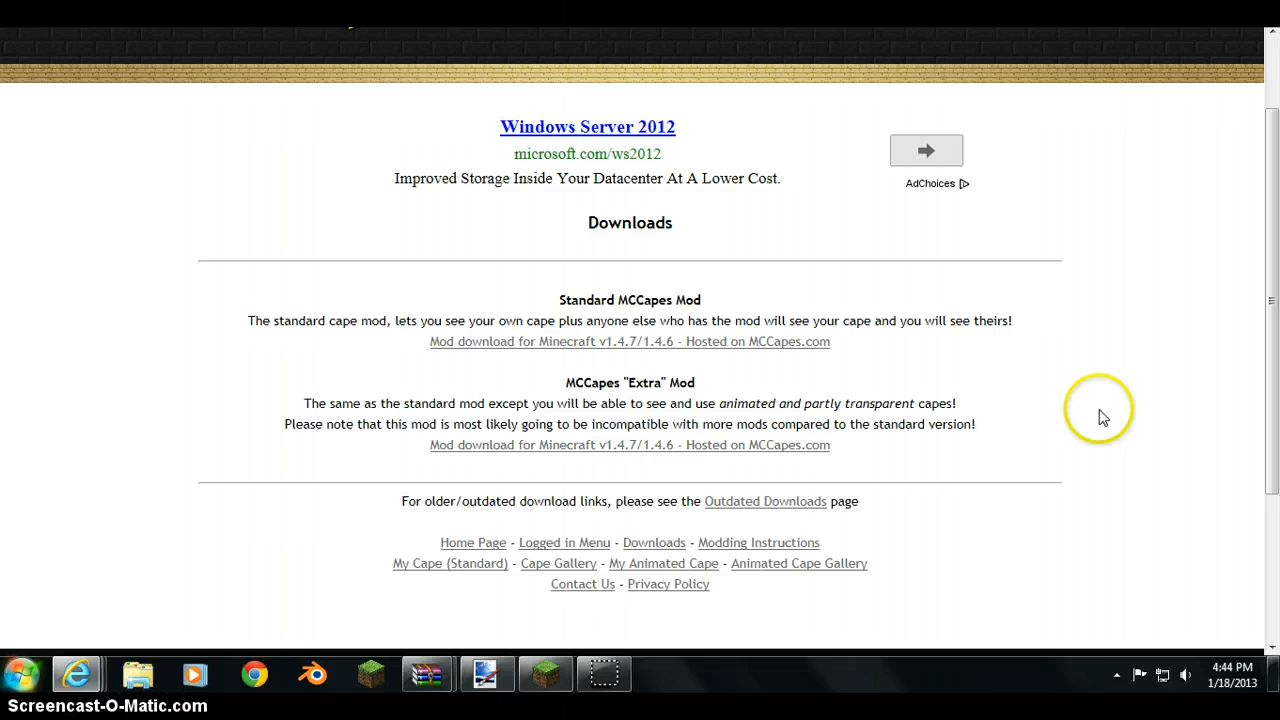 Windows Server 2012
microsoft.com/ws2012
Improved Storage Inside Your Datacenter At A Lower Cost.
AdChoices
Downloads
Standard MCCapes Mod
The standard cape mod, lets you see your own cape plus anyone else who has the mod will see your cape and you will see theirs!
Mod download for Minecraft v1.4.7/1.4.6 - Hosted on MCCapes.com
MCCapes "Extra" Mod
The same as the standard mod except you will be able to see and use animated and partly transparent capes!
Please note that this mod is most likely going to be incompatible with more mods compared to the standard version!
Mod download for Minecraft v1.4.7/1.4.6 - Hosted on MCCapes.com
For older/outdated download links, please see the Outdated Downloads page
Home Page - Logged in Menu - Downloads - Modding Instructions
My Cape (Standard) - Cape Gallery - My Animated Cape - Animated Cape Gallery
Contact Us - Privacy Policy
4:44 PM
1/18/2013
Screencast-O-Matic.com